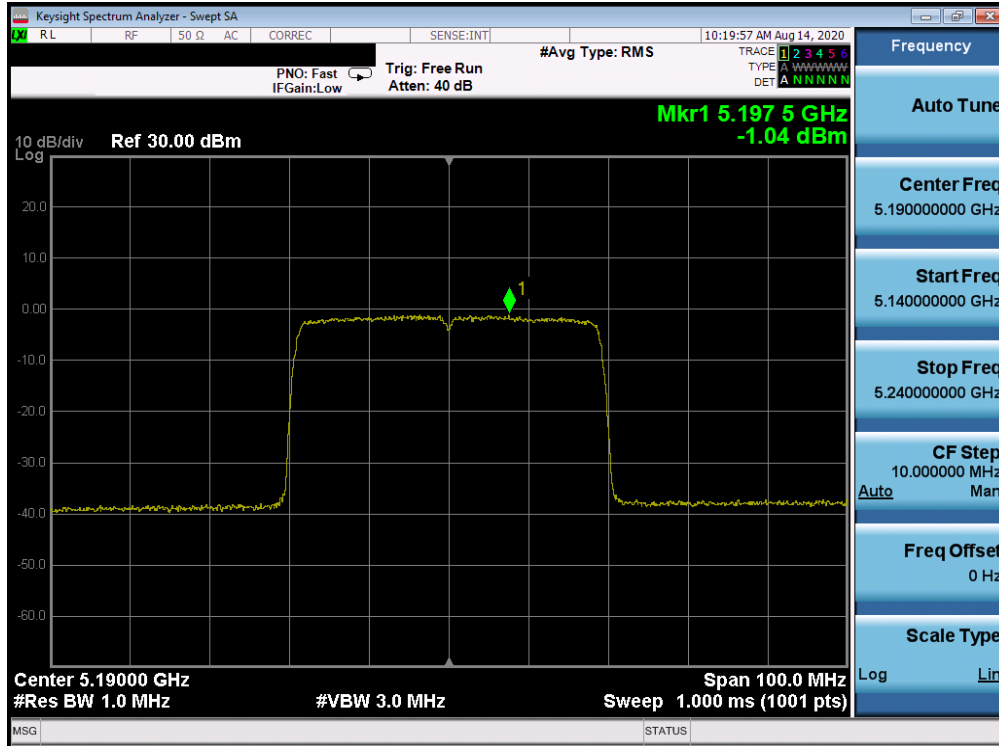 Keysight Spectrum Analyzer - Swept SA
LXI RL RF 50 Ω AC CORREC SENSE:INT 10:19:57 AM Aug 14, 2020
#Avg Type: RMS
TRACE 1 2 3 4 5 6
PNO: Fast Trig: Free Run
TYPE A WWWWW
IFGain:Low Atten: 40 dB
DET A N N N N N
Mkr1 5.197 5 GHz
-1.04 dBm
10 dB/div Ref 30.00 dBm
Log
20.0
10.0
0.00
1
-10.0
-20.0
-30.0
-40.0
-50.0
-60.0
Center 5.19000 GHz Span 100.0 MHz
#Res BW 1.0 MHz #VBW 3.0 MHz Sweep 1.000 ms (1001 pts)
MSG STATUS
Frequency
Auto Tune
Center Freq
5.190000000 GHz
Start Freq
5.140000000 GHz
Stop Freq
5.240000000 GHz
CF Step
10.000000 MHz
Auto Man
Freq Offset
0 Hz
Scale Type
Log Lin